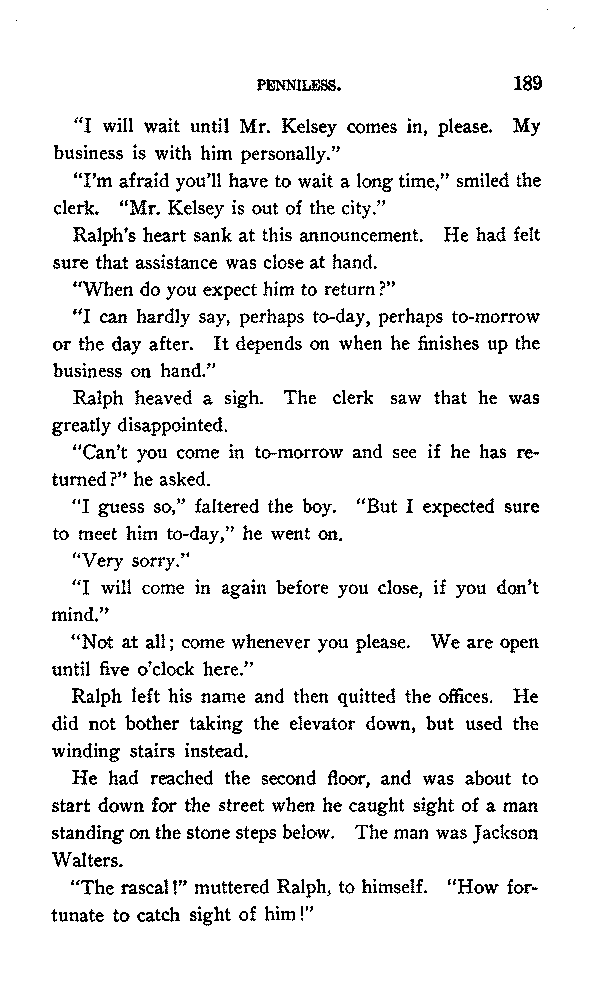 PENNILESS. 189
"I will wait until Mr. Kelsey comes in, please. My
business is with him personally."
"I'm afraid you'll have to wait a long time," smiled the
clerk. "Mr. Kelsey is out of the city."
Ralph's heart sank at this announcement. He had felt
sure that assistance was close at hand.
"When do you expect him to return?"
"I can hardly say, perhaps to-day, perhaps to-morrow
or the day after. It depends on when he finishes up the
business on hand."
Ralph heaved a sigh. The clerk saw that he was
greatly disappointed.
"Can't you come in to-morrow and see if he has re-
turned?" he asked.
"I guess so," faltered the boy. "But I expected sure
to meet him to-day," he went on.
"Very sorry."
"I will come in again before you close, if you don't
mind."
"Not at all; come whenever you please. We are open
until five o'clock here."
Ralph left his name and then quitted the offices. He
did not bother taking the elevator down, but used the
winding stairs instead.
He had reached the second floor, and was about to
start down for the street when he caught sight of a man
standing on the stone steps below. The man was Jackson
Walters.
"The rascal!" muttered Ralph, to himself. "How for-
tunate to catch sight of him!"